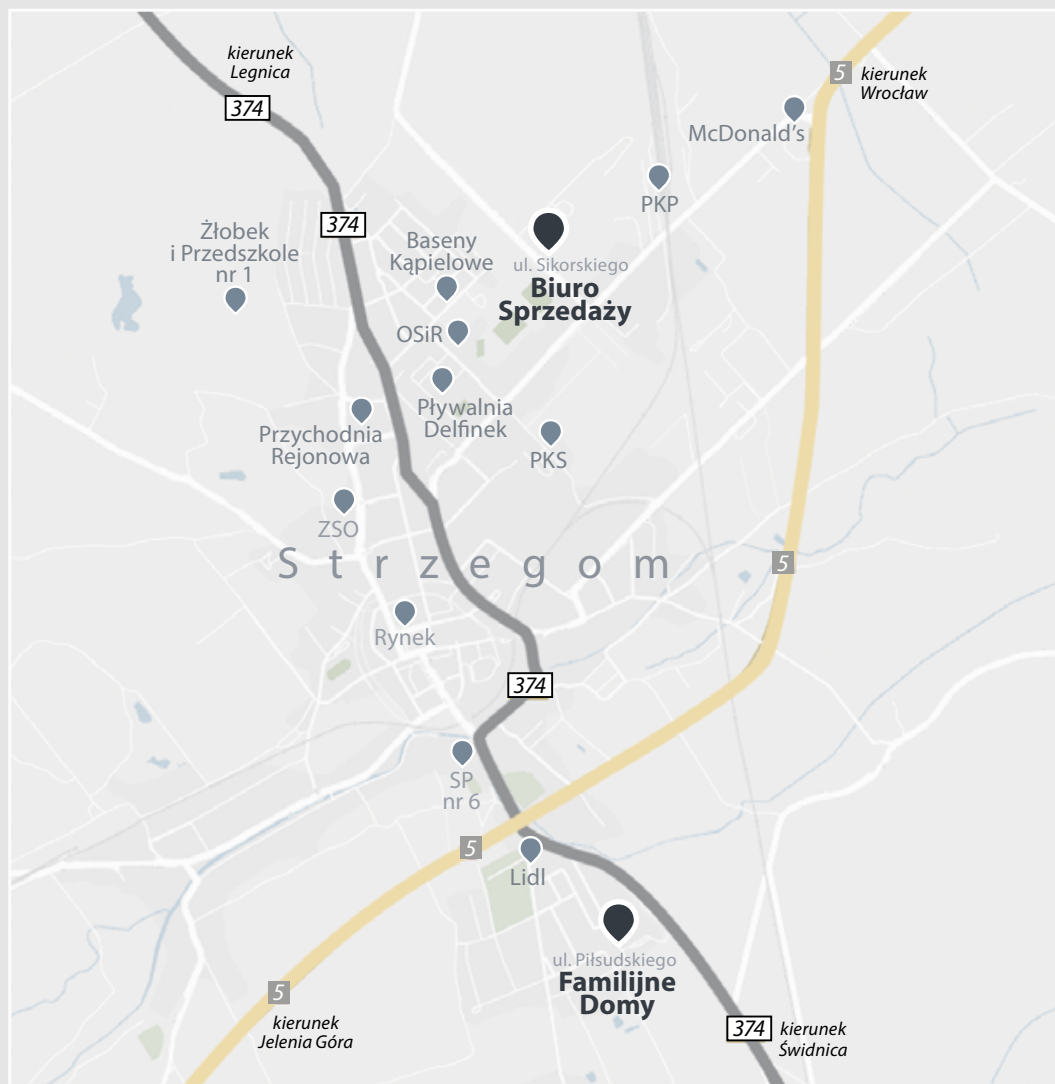 kierunek
Legnica
374
5
kierunek
Wrocław
McDonald's
PKP
374
Żłobek
i Przedszkole
nr 1
Baseny
Kąpielowe
ul. Sikorskiego
Biuro
Sprzedaży
OSiR
Pływalnia
Delfinek
Przychodnia
Rejonowa
PKS
ZSO
Strzegom
5
Rynek
374
SP
nr 6
5
Lidl
ul. Piłsudskiego
Familijne
Domy
5
kierunek
Jelenia Góra
374
kierunek
Świdnica